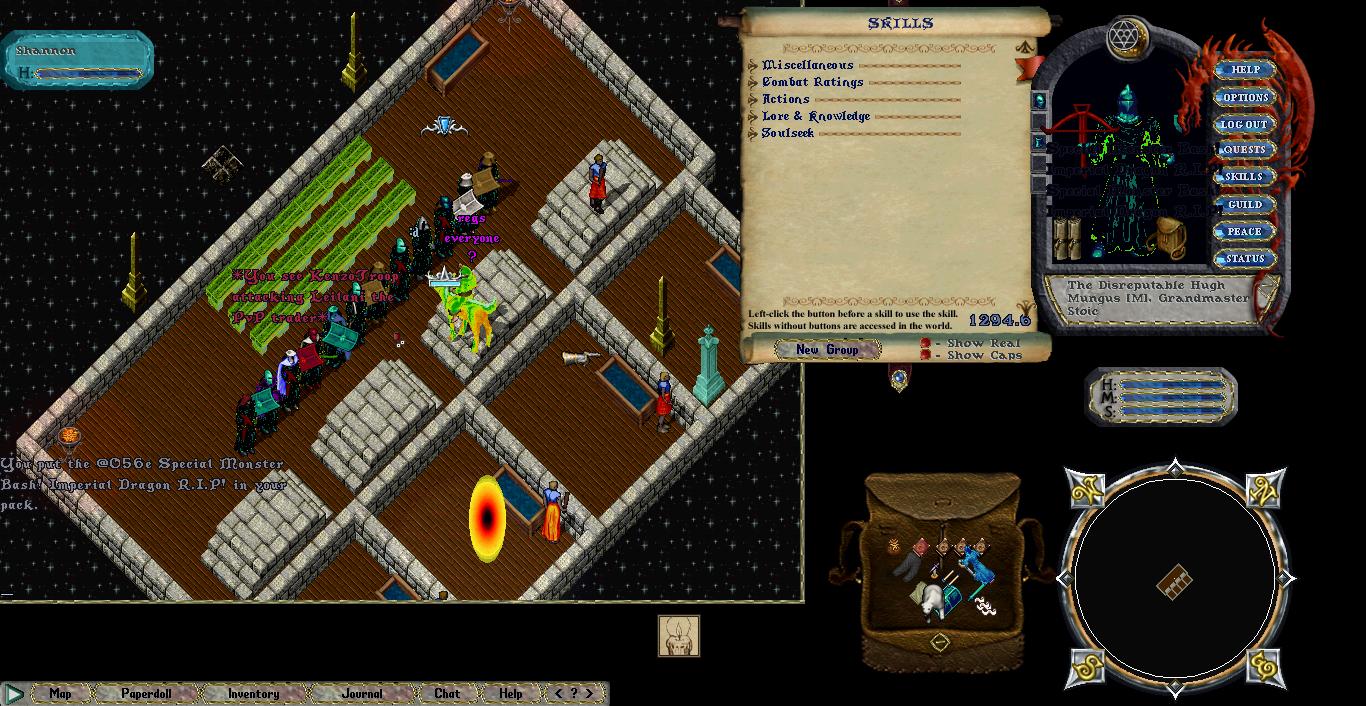 Shannon
H:
regs
everyone
?
:d
*You see KenzoTroop
attacking Leilani the
PvP trader*
You put the @056e Special Monster
Bash! Imperial Dragon R.I.P! in your
pack.
SKILLS
Miscellaneous
Combat Ratings
Actions
Lore & Knowledge
Soulseek
Left-click the button before a skill to use the skill.
Skills without buttons are accessed in the world.
1294.6
New Group
- Show Real
- Show Caps
HELP
OPTIONS
LOG OUT
QUESTS
SKILLS
GUILD
PEACE
STATUS
The Disreputable Hugh
Mungus [M], Grandmaster
Stoic
H:
M:
S:
Map
Paperdoll
Inventory
Journal
Chat
Help
< ? >